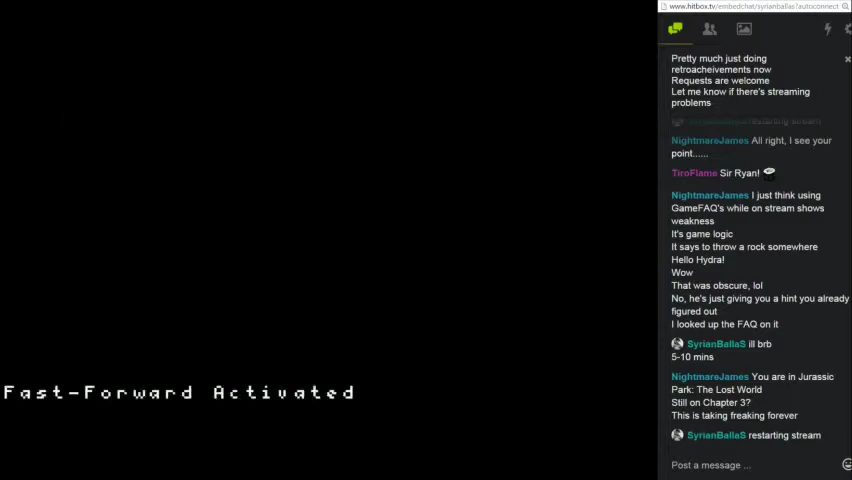 www.hitbox.tv/embedchat/syrianballas?autoconnect
Pretty much just doing
retroacheivements now
Requests are welcome
Let me know if there's streaming
problems
SyrianBallaS restarting stream
NightmareJames All right, I see your
point......
TiroFlame Sir Ryan!
NightmareJames I just think using
GameFAQ's while on stream shows
weakness
It's game logic
It says to throw a rock somewhere
Hello Hydra!
Wow
That was obscure, lol
No, he's just giving you a hint you already
figured out
I looked up the FAQ on it
SyrianBallaS ill brb
5-10 mins
NightmareJames You are in Jurassic
Park: The Lost World
Still on Chapter 3?
This is taking freaking forever
SyrianBallaS restarting stream
Post a message ...
Fast-Forward Activated